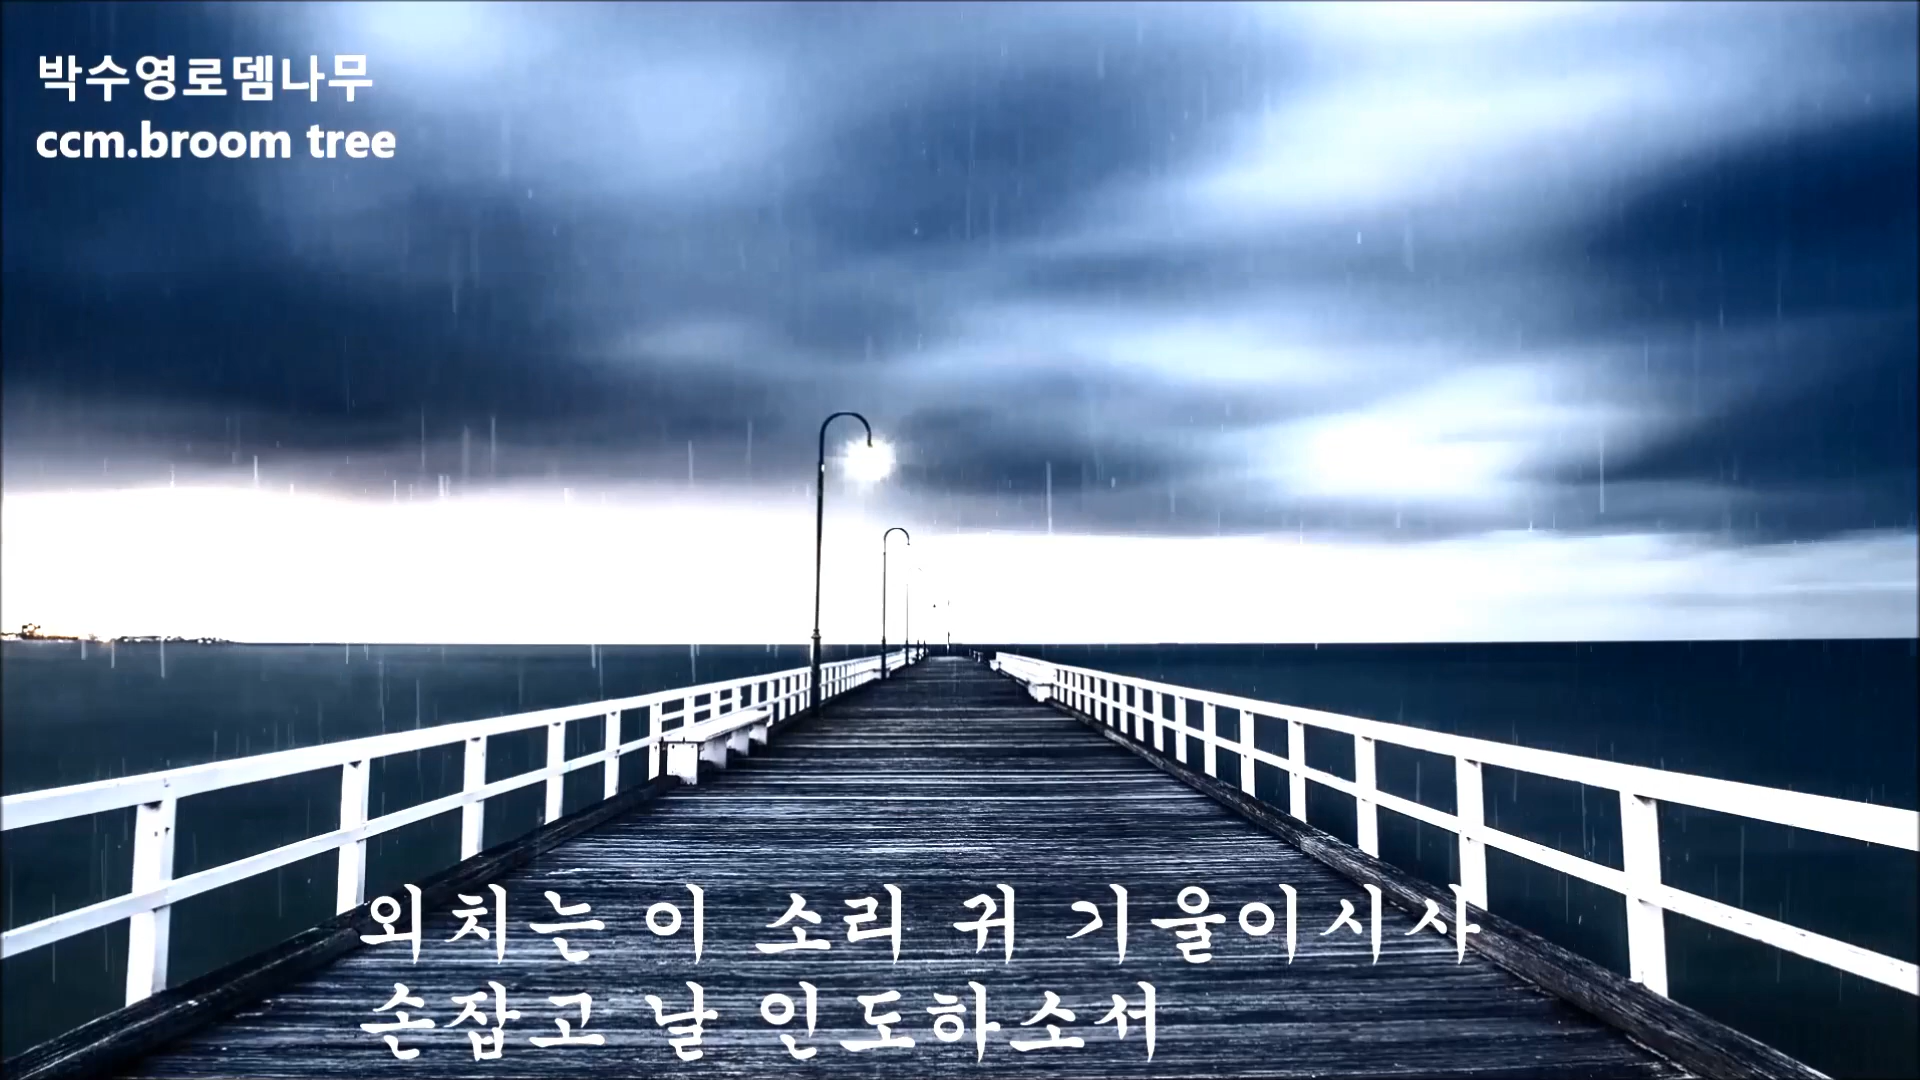 박수영로뎀나무
ccm.broom tree
외치는 이 소리 귀 기울이시사
손잡고 날 인도하소서